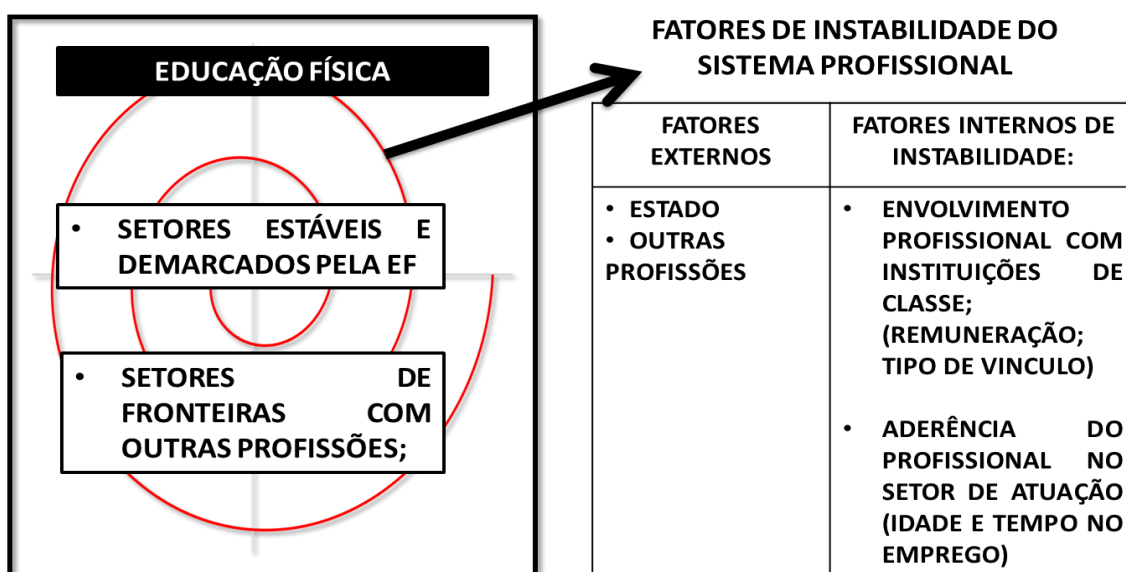 EDUCAÇÃO FÍSICA
• SETORES ESTÁVEIS E
DEMARCADOS PELA EF
• SETORES DE
FRONTEIRAS COM
OUTRAS PROFISSÕES;
FATORES DE INSTABILIDADE DO
SISTEMA PROFISSIONAL
FATORES
EXTERNOS
• ESTADO
• OUTRAS
PROFISSÕES
FATORES INTERNOS DE
INSTABILIDADE:
• ENVOLVIMENTO
PROFISSIONAL COM
INSTITUIÇÕES DE
CLASSE;
(REMUNERAÇÃO;
TIPO DE VINCULO)
• ADERÊNCIA DO
PROFISSIONAL NO
SETOR DE ATUAÇÃO
(IDADE E TEMPO NO
EMPREGO)